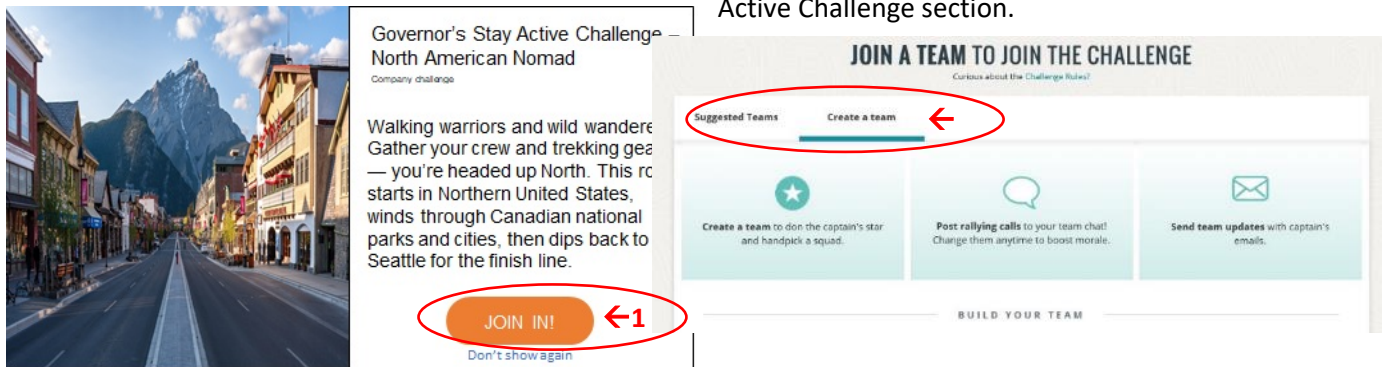 Active Challenge section.
Governor's Stay Active Challenge –
North American Nomad
Company challenge
Walking warriors and wild wandere
Gather your crew and trekking gea
— you're headed up North. This ro
starts in Northern United States,
winds through Canadian national
parks and cities, then dips back to
Seattle for the finish line.
JOIN IN!
←1
Don't show again
JOIN A TEAM TO JOIN THE CHALLENGE
Curious about the Challenge Rules?
Suggested Teams
Create a team
←
Create a team to don the captain's star
and handpick a squad.
Post rallying calls to your team chat!
Change them anytime to boost morale.
Send team updates with captain's
emails.
BUILD YOUR TEAM